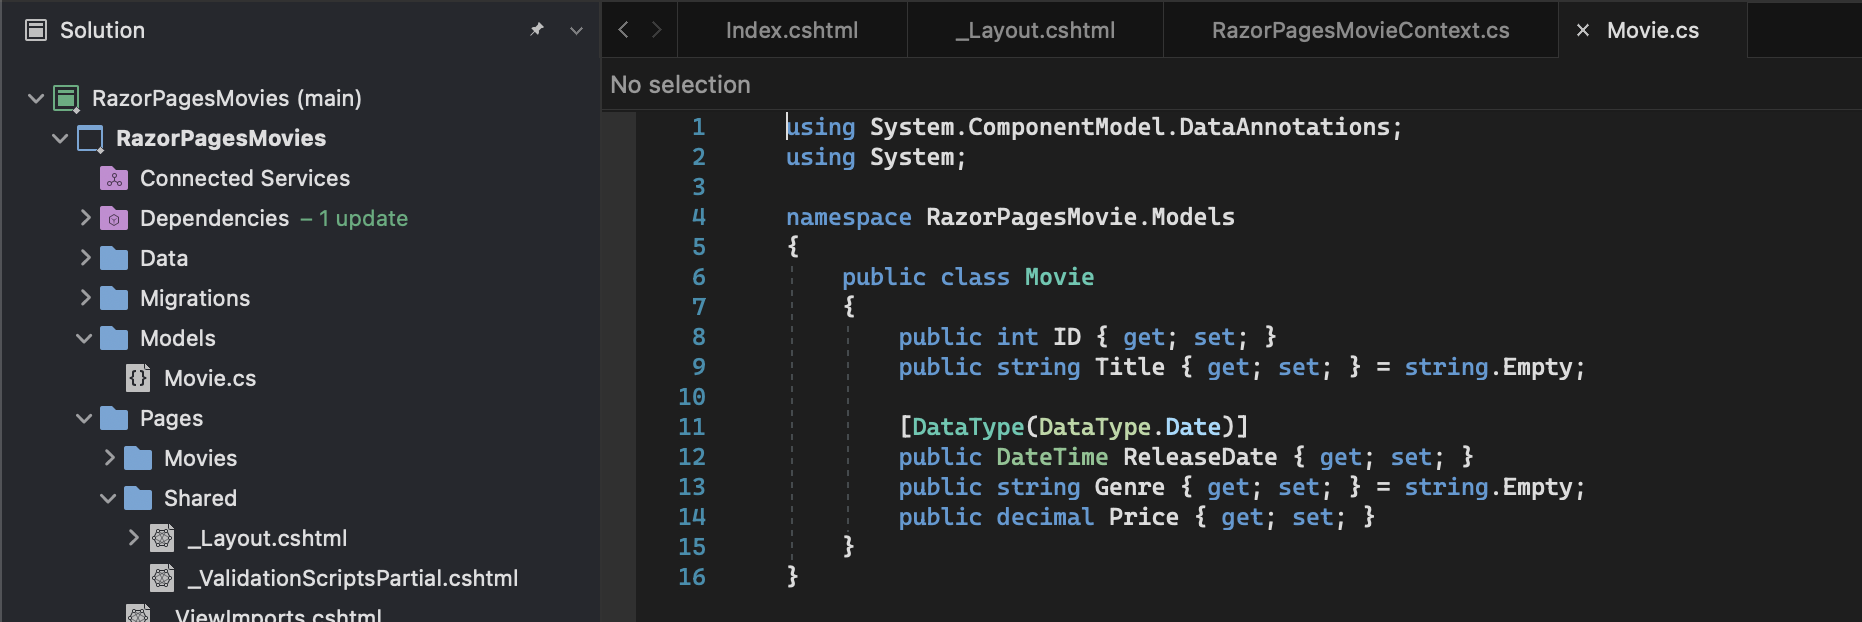 Solution
RazorPagesMovies (main)
RazorPagesMovies
Connected Services
Dependencies – 1 update
Data
Migrations
Models
{} Movie.cs
Pages
Movies
Shared
_Layout.cshtml
_ValidationScriptsPartial.cshtml
_ViewImports.cshtml
Index.cshtml
_Layout.cshtml
RazorPagesMovieContext.cs
× Movie.cs
No selection
1 using System.ComponentModel.DataAnnotations;
2 using System;
3
4 namespace RazorPagesMovie.Models
5 {
6 public class Movie
7 {
8 public int ID { get; set; }
9 public string Title { get; set; } = string.Empty;
10
11 [DataType(DataType.Date)]
12 public DateTime ReleaseDate { get; set; }
13 public string Genre { get; set; } = string.Empty;
14 public decimal Price { get; set; }
15 }
16 }